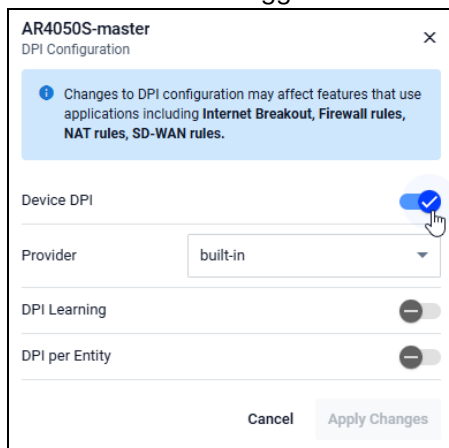 AR4050S-master
DPI Configuration
Changes to DPI configuration may affect features that use
applications including Internet Breakout, Firewall rules,
NAT rules, SD-WAN rules.
Device DPI
Provider built-in
DPI Learning
DPI per Entity
Cancel Apply Changes